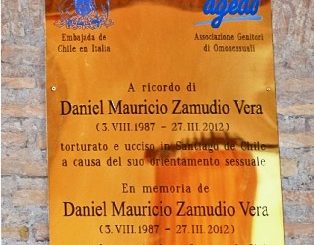 agedo
Embajada de
Chile en Italia
Associazione Genitori
di Omosessuali
A ricordo di
Daniel Mauricio Zamudio Vera
(3.VIII.1987 - 27.III.2012)
torturato e ucciso in Santiago de Chile
a causa del suo orientamento sessuale
En memoria de
Daniel Mauricio Zamudio Vera
(3.VIII.1987 - 27.III.2012)